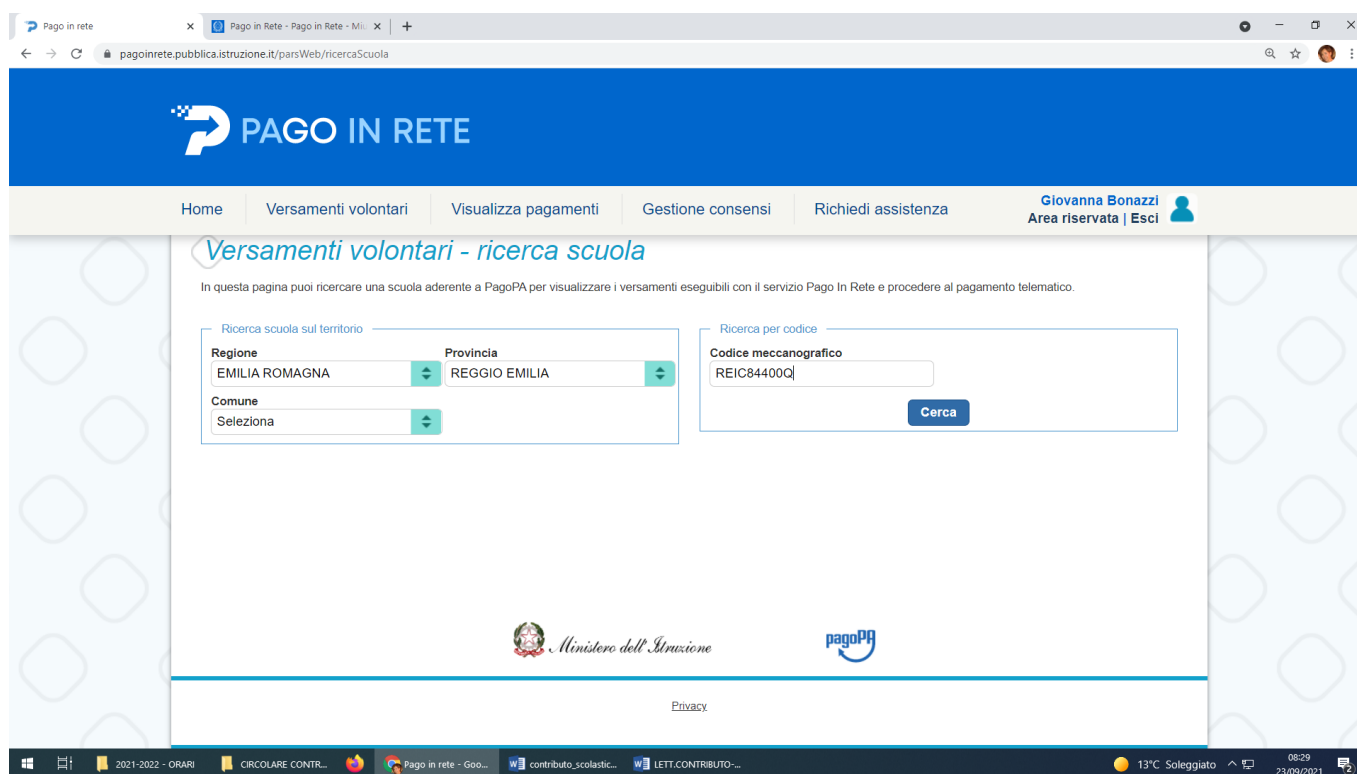 Pago in rete
Pago in Rete - Pago in Rete - Miu
pagoinrete.pubblica.istruzione.it/parsWeb/ricercaScuola
PAGO IN RETE
Home
Versamenti volontari
Visualizza pagamenti
Gestione consensi
Richiedi assistenza
Giovanna Bonazzi
Area riservata | Esci
Versamenti volontari - ricerca scuola
In questa pagina puoi ricercare una scuola aderente a PagoPA per visualizzare i versamenti eseguibili con il servizio Pago In Rete e procedere al pagamento telematico.
Ricerca scuola sul territorio
Regione
Provincia
EMILIA ROMAGNA
REGGIO EMILIA
Comune
Seleziona
Ricerca per codice
Codice meccanografico
REIC84400Q
Cerca
Ministero dell'Istruzione
pagoPA
Privacy
2021-2022 - ORARI
CIRCOLARE CONTR...
Pago in rete - Goo...
contributo_scolastic...
LETT.CONTRIBUTO-...
13°C Soleggiato
08:29
23/09/2021
2